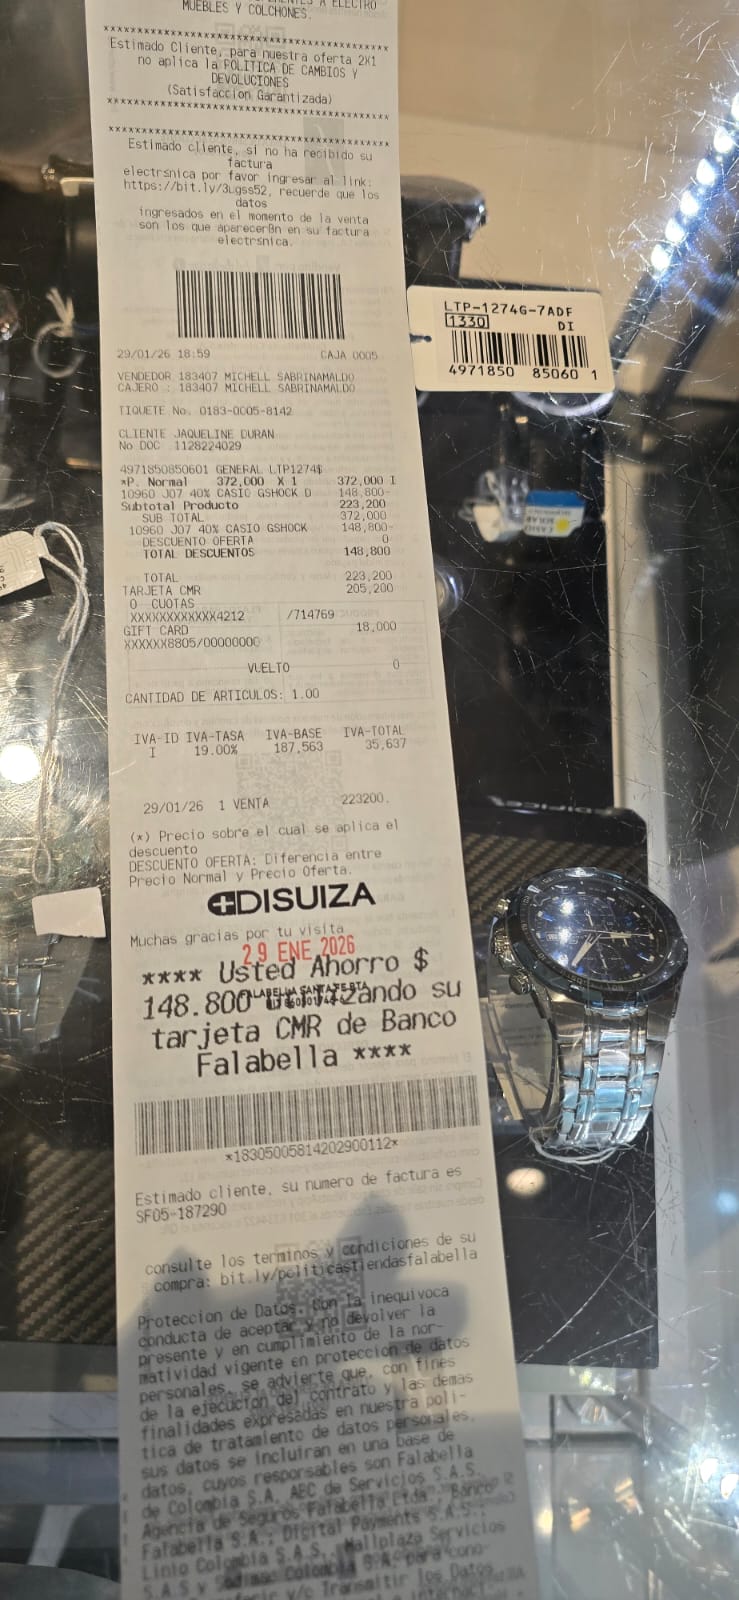 MUEBLES Y COLCHONES.
****************************************
Estimado Cliente, para nuestra oferta 2X1
no aplica la POLITICA DE CAMBIOS Y
DEVOLUCIONES
(Satisfaccion Garantizada)
****************************************
****************************************
Estimado cliente, si no ha recibido su
factura
electrsnica por favor ingresar al link:
https://bit.ly/3Lgss52, recuerde que los
datos
ingresados en el momento de la venta
son los que aparecer8n en su factura
electrsnica.
29/01/26 18:59 CAJA 0005
VENDEDOR 183407 MICHELL SABRINAMALDO
CAJERO : 183407 MICHELL SABRINAMALDO
TIQUETE No. 0183-0005-8142
CLIENTE JAQUELINE DURAN
No DOC 1128224029
4971850850601 GENERAL LTP1274$
*P. Normal 372,000 X 1 372,000 I
10960 J07 40% CASIO GSHOCK D 148,800-
Subtotal Producto 223,200
SUB TOTAL 372,000
10960 J07 40% CASIO GSHOCK 148,800-
DESCUENTO OFERTA 0
TOTAL DESCUENTOS 148,800
TOTAL 223,200
TARJETA CMR 205,200
0 CUOTAS
XXXXXXXXXXXX4212 /714769
GIFT CARD 18,000
XXXXXX8805/00000000
VUELTO 0
CANTIDAD DE ARTICULOS: 1.00
IVA-ID IVA-TASA IVA-BASE IVA-TOTAL
I 19.00% 187,563 35,637
29/01/26 1 VENTA 223200.
(*) Precio sobre el cual se aplica el
descuento
DESCUENTO OFERTA: Diferencia entre
Precio Normal y Precio Oferta.
DISUIZA
Muchas gracias por tu visita
29 ENE 2026
**** Usted Ahorro $
FALABELLA SANTAFE BTA
148.800 utilizando su
tarjeta CMR de Banco
Falabella ****
*18305005814202900112*
Estimado cliente, su numero de factura es
SF05-187290
consulte los terminos y condiciones de su
compra: bit.ly/politicastiendasfalabella
Proteccion de Datos. Con la inequivoca
conducta de aceptar y no devolver la
presente y en cumplimiento de la nor-
matividad vigente en proteccion de datos
personales, se advierte que, con fines
de la ejecucion del contrato y las demas
finalidades expresadas en nuestra poli-
tica de tratamiento de datos personales,
sus datos se incluiran en una base de
datos, cuyos responsables son Falabella
de Colombia S.A. ABC de Servicios S.A.S.
Agencia de Seguros Falabella Ltda., Banco
Falabella S.A., Digital Payments S.A.S.,
Linio Colombia S.A.S., Mallplaza Servicios
S.A.S y Sodimac Colombia S.A. para
y/o Transmitir los Datos
LTP-1274G-7ADF
1330 DI
4971850 85060 1
EDIFICE
CASIO
SOLAR